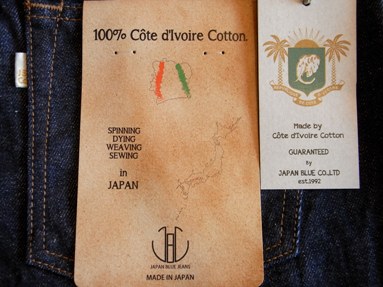 100% Côte d'Ivoire Cotton.
SPINNING
DYING
WEAVING
SEWING
in
JAPAN
JAPAN BLUE JEANS
MADE IN JAPAN
Made by
Côte d'Ivoire Cotton
GUARANTEED
by
JAPAN BLUE CO.,LTD
est.1992